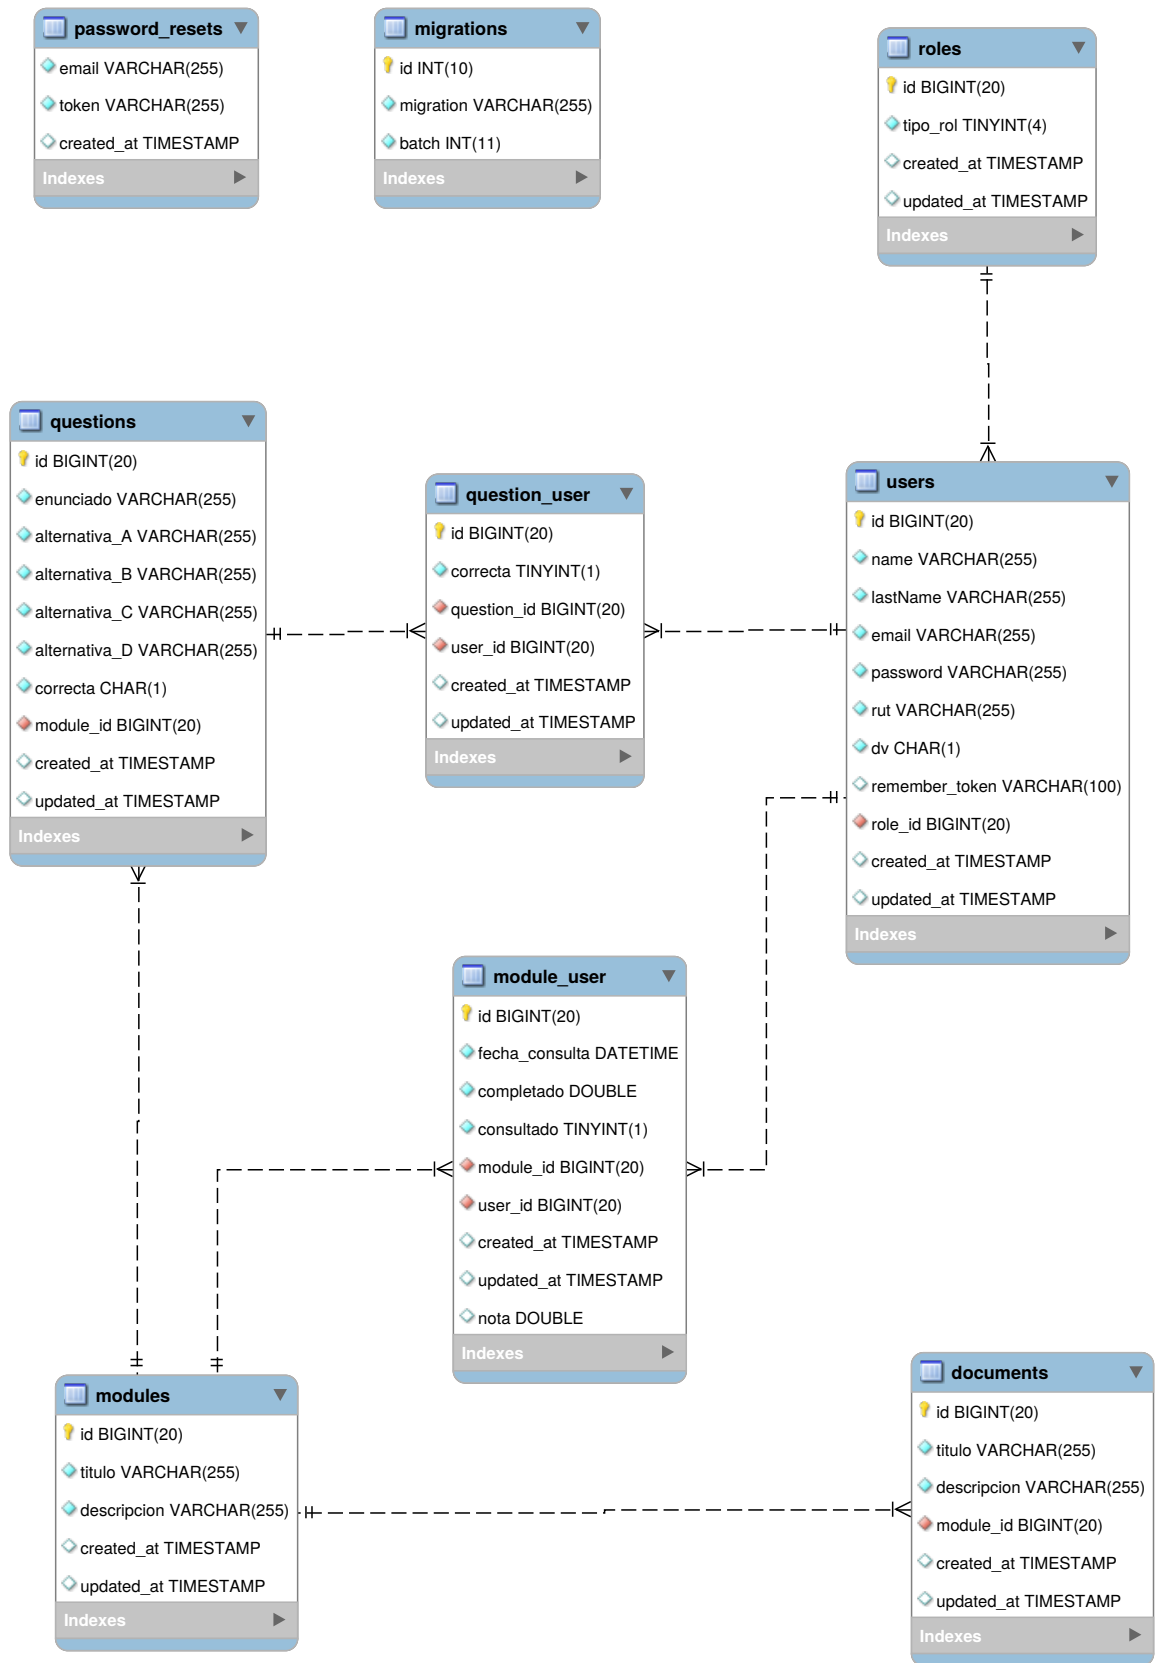 password_resets
email VARCHAR(255)
token VARCHAR(255)
created_at TIMESTAMP
Indexes
migrations
id INT(10)
migration VARCHAR(255)
batch INT(11)
Indexes
roles
id BIGINT(20)
tipo_rol TINYINT(4)
created_at TIMESTAMP
updated_at TIMESTAMP
Indexes
questions
id BIGINT(20)
enunciado VARCHAR(255)
alternativa_A VARCHAR(255)
alternativa_B VARCHAR(255)
alternativa_C VARCHAR(255)
alternativa_D VARCHAR(255)
correcta CHAR(1)
module_id BIGINT(20)
created_at TIMESTAMP
updated_at TIMESTAMP
Indexes
question_user
id BIGINT(20)
correcta TINYINT(1)
question_id BIGINT(20)
user_id BIGINT(20)
created_at TIMESTAMP
updated_at TIMESTAMP
Indexes
users
id BIGINT(20)
name VARCHAR(255)
lastName VARCHAR(255)
email VARCHAR(255)
password VARCHAR(255)
rut VARCHAR(255)
dv CHAR(1)
remember_token VARCHAR(100)
role_id BIGINT(20)
created_at TIMESTAMP
updated_at TIMESTAMP
Indexes
module_user
id BIGINT(20)
fecha_consulta DATETIME
completado DOUBLE
consultado TINYINT(1)
module_id BIGINT(20)
user_id BIGINT(20)
created_at TIMESTAMP
updated_at TIMESTAMP
nota DOUBLE
Indexes
modules
id BIGINT(20)
titulo VARCHAR(255)
descripcion VARCHAR(255)
created_at TIMESTAMP
updated_at TIMESTAMP
Indexes
documents
id BIGINT(20)
titulo VARCHAR(255)
descripcion VARCHAR(255)
module_id BIGINT(20)
created_at TIMESTAMP
updated_at TIMESTAMP
Indexes